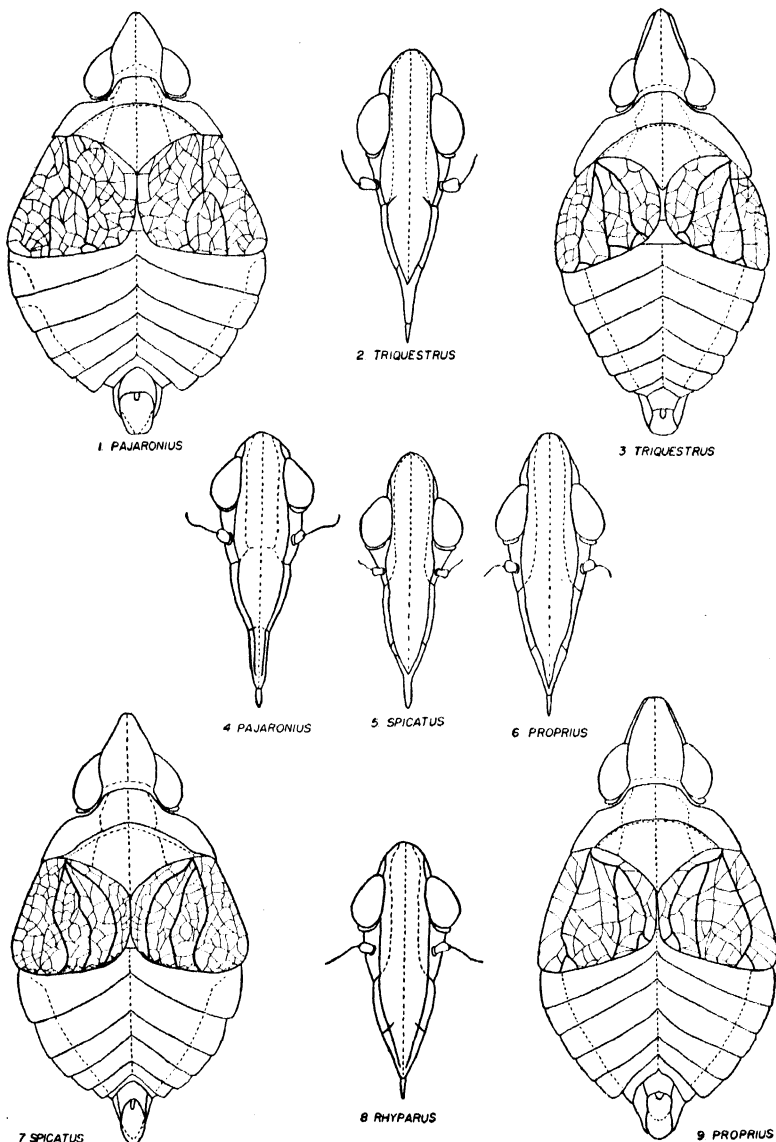 1. PAJARONIUS
2 TRIQUESTRUS
3 TRIQUESTRUS
4 PAJARONIUS
5 SPICATUS
6 PROPRIUS
7 SPICATUS
8 RHYPARUS
9 PROPRIUS